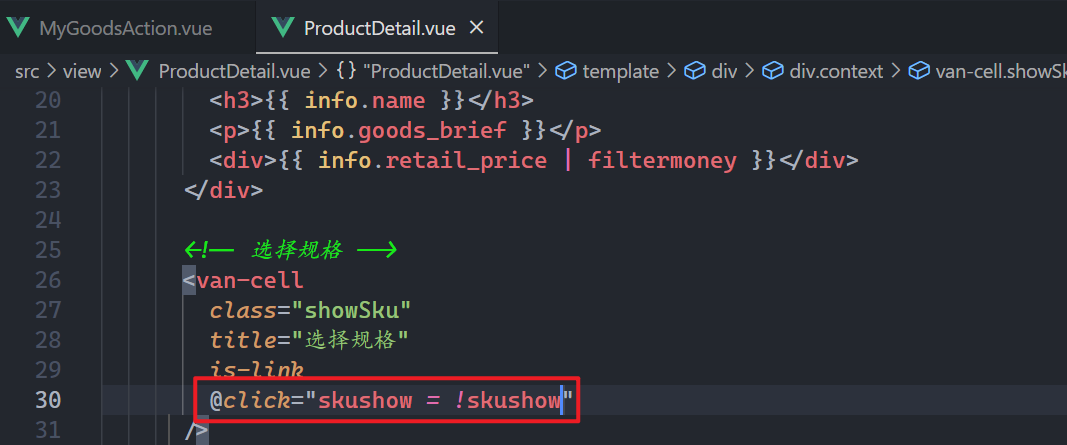 MyGoodsAction.vue ProductDetail.vue ×
src > view > ProductDetail.vue > {} "ProductDetail.vue" > template > div > div.context > van-cell.showSk
20 <h3>{{ info.name }}</h3>
21 <p>{{ info.goods_brief }}</p>
22 <div>{{ info.retail_price | filtermoney }}</div>
23 </div>
24
25 <!-- 选择规格 -->
26 <van-cell
27 class="showSku"
28 title="选择规格"
29 is-link
30 @click="skushow = !skushow"
31 />